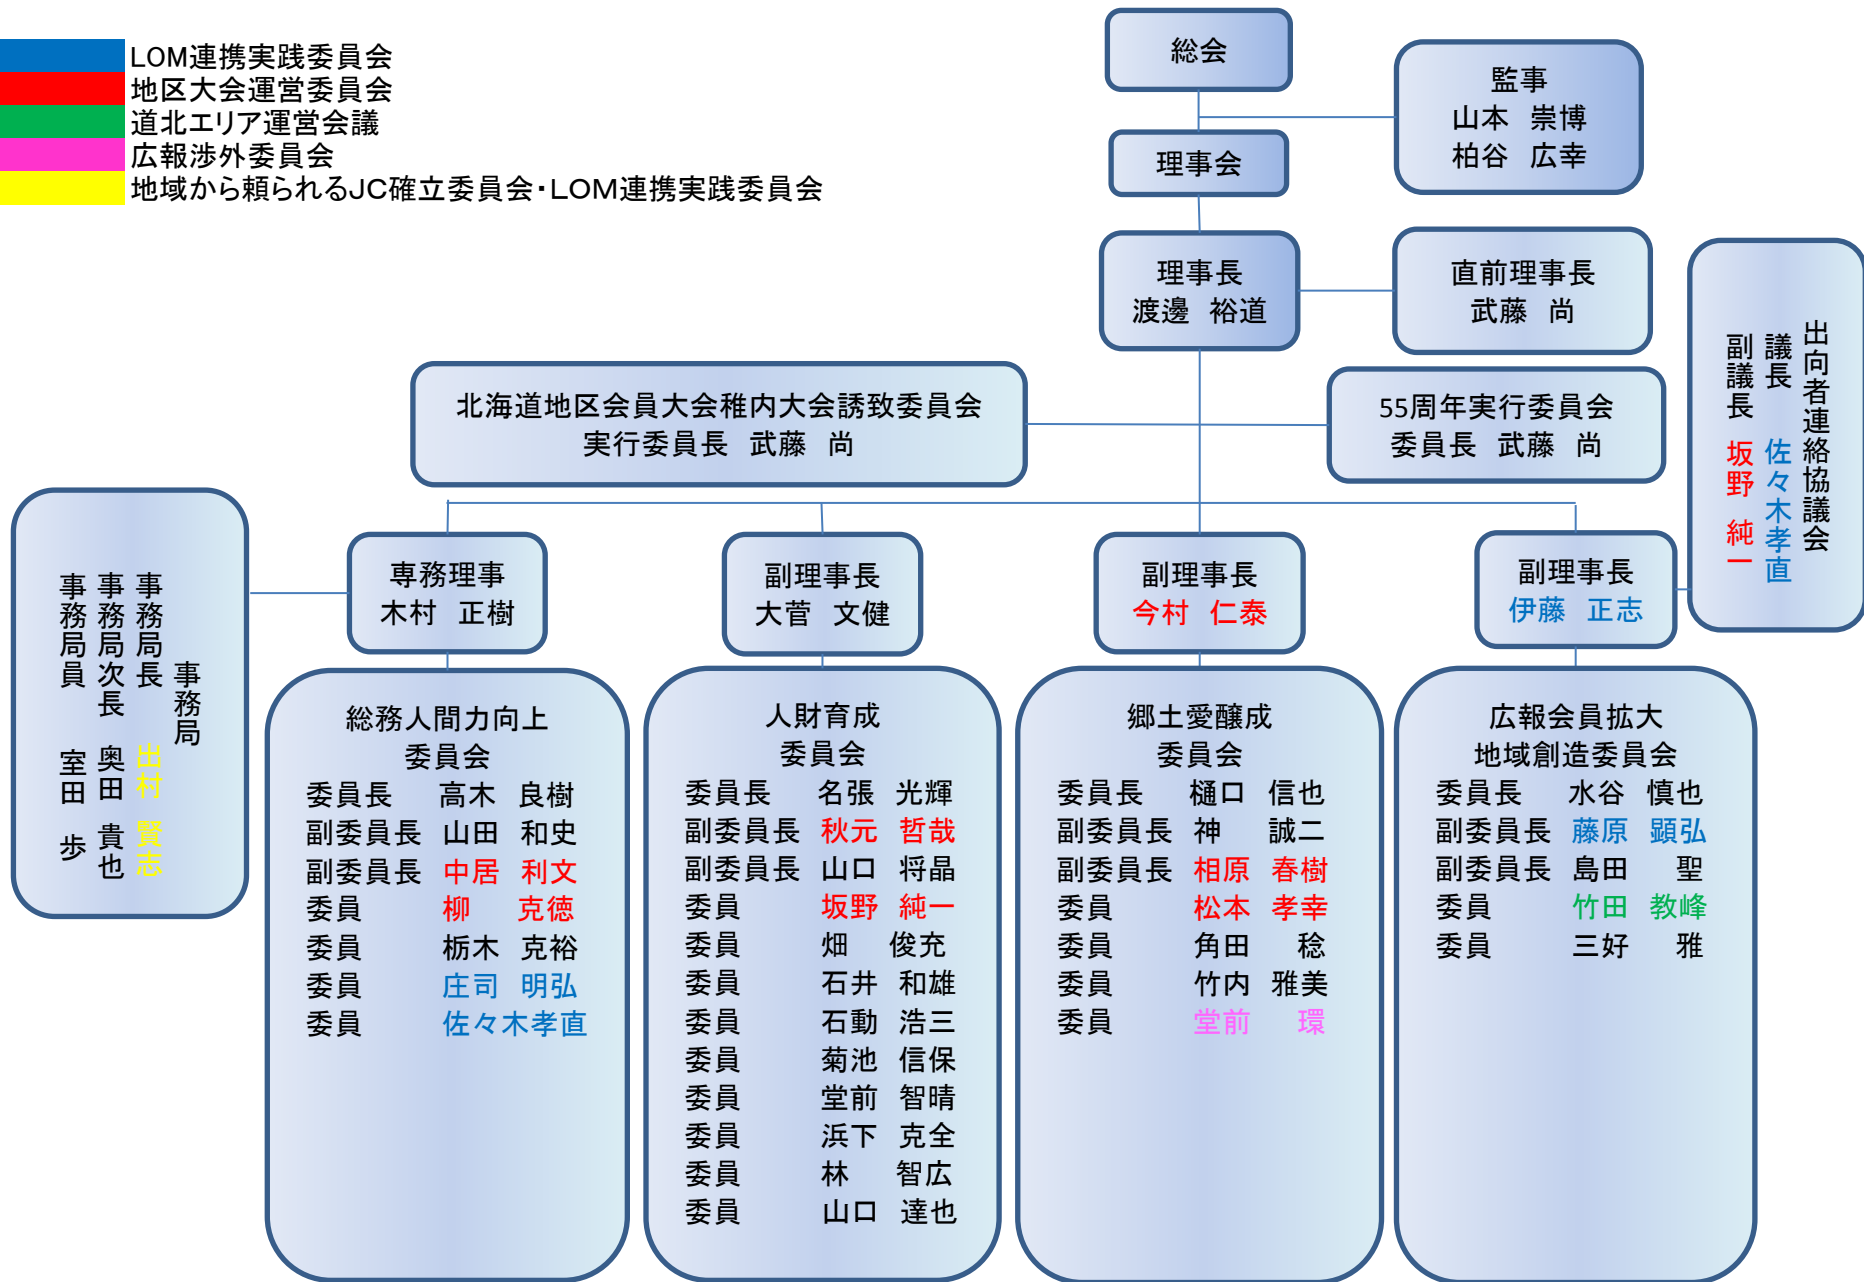 LOM連携実践委員会
地区大会運営委員会
道北エリア運営会議
広報渉外委員会
地域から頼られるJC確立委員会・LOM連携実践委員会
総会
監事
山本 崇博
柏谷 広幸
理事会
理事長
渡邊 裕道
直前理事長
武藤 尚
出向者連絡協議会
議長 佐々木孝直
副議長 坂野 純一
北海道地区会員大会稚内大会誘致委員会
実行委員長 武藤 尚
55周年実行委員会
委員長 武藤 尚
事務局
事務局長 出村 賢志
事務局次長 奥田 貴也
事務局員 室田 歩
専務理事
木村 正樹
副理事長
大菅 文健
副理事長
今村 仁泰
副理事長
伊藤 正志
総務人間力向上
委員会
委員長 高木 良樹
副委員長 山田 和史
副委員長 中居 利文
委員 柳 克徳
委員 栃木 克裕
委員 庄司 明弘
委員 佐々木孝直
人財育成
委員会
委員長 名張 光輝
副委員長 秋元 哲哉
副委員長 山口 将晶
委員 坂野 純一
委員 畑 俊充
委員 石井 和雄
委員 石動 浩三
委員 菊池 信保
委員 堂前 智晴
委員 浜下 克全
委員 林 智広
委員 山口 達也
郷土愛醸成
委員会
委員長 樋口 信也
副委員長 神 誠二
副委員長 相原 春樹
委員 松本 孝幸
委員 角田 稔
委員 竹内 雅美
委員 堂前 環
広報会員拡大
地域創造委員会
委員長 水谷 慎也
副委員長 藤原 顕弘
副委員長 島田 聖
委員 竹田 教峰
委員 三好 雅